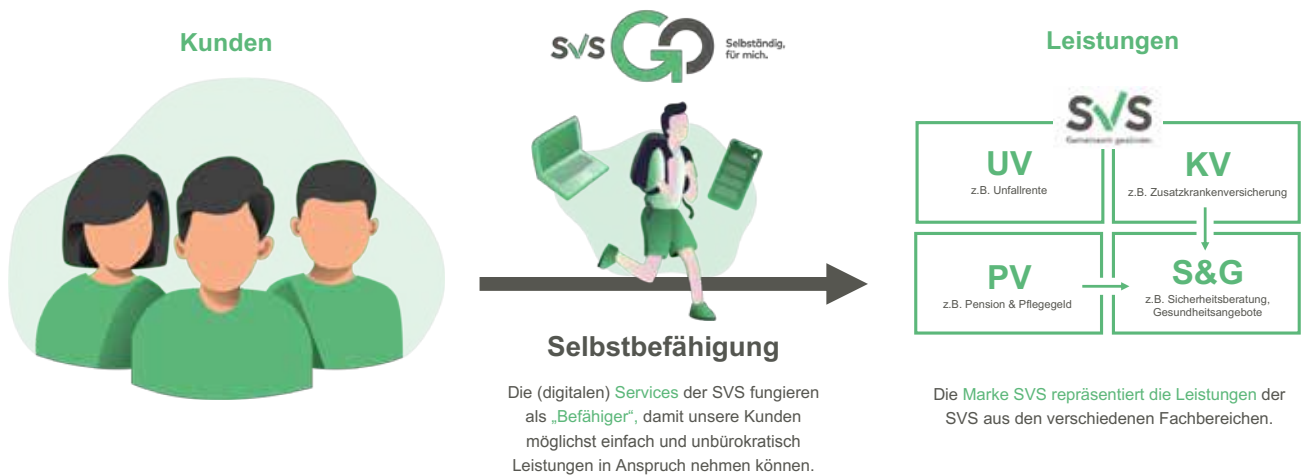 Kunden
SVS GO
Selbständig,
für mich.
Selbstbefähigung
Die (digitalen) Services der SVS fungieren
als „Befähiger“, damit unsere Kunden
möglichst einfach und unbürokratisch
Leistungen in Anspruch nehmen können.
Leistungen
SVS
Gemeinsam gesünder.
UV
z.B. Unfallrente
KV
z.B. Zusatzkrankenversicherung
PV
z.B. Pension & Pflegegeld
S&G
z.B. Sicherheitsberatung,
Gesundheitsangebote
Die Marke SVS repräsentiert die Leistungen der
SVS aus den verschiedenen Fachbereichen.